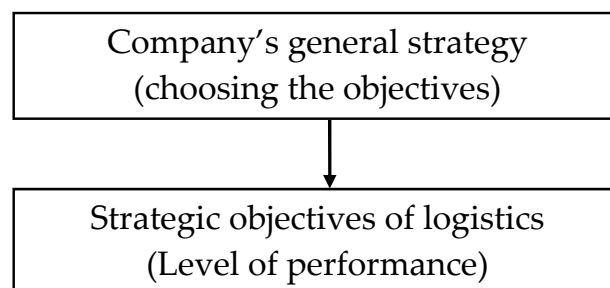 Company’s general strategy
(choosing the objectives)
Strategic objectives of logistics
(Level of performance)